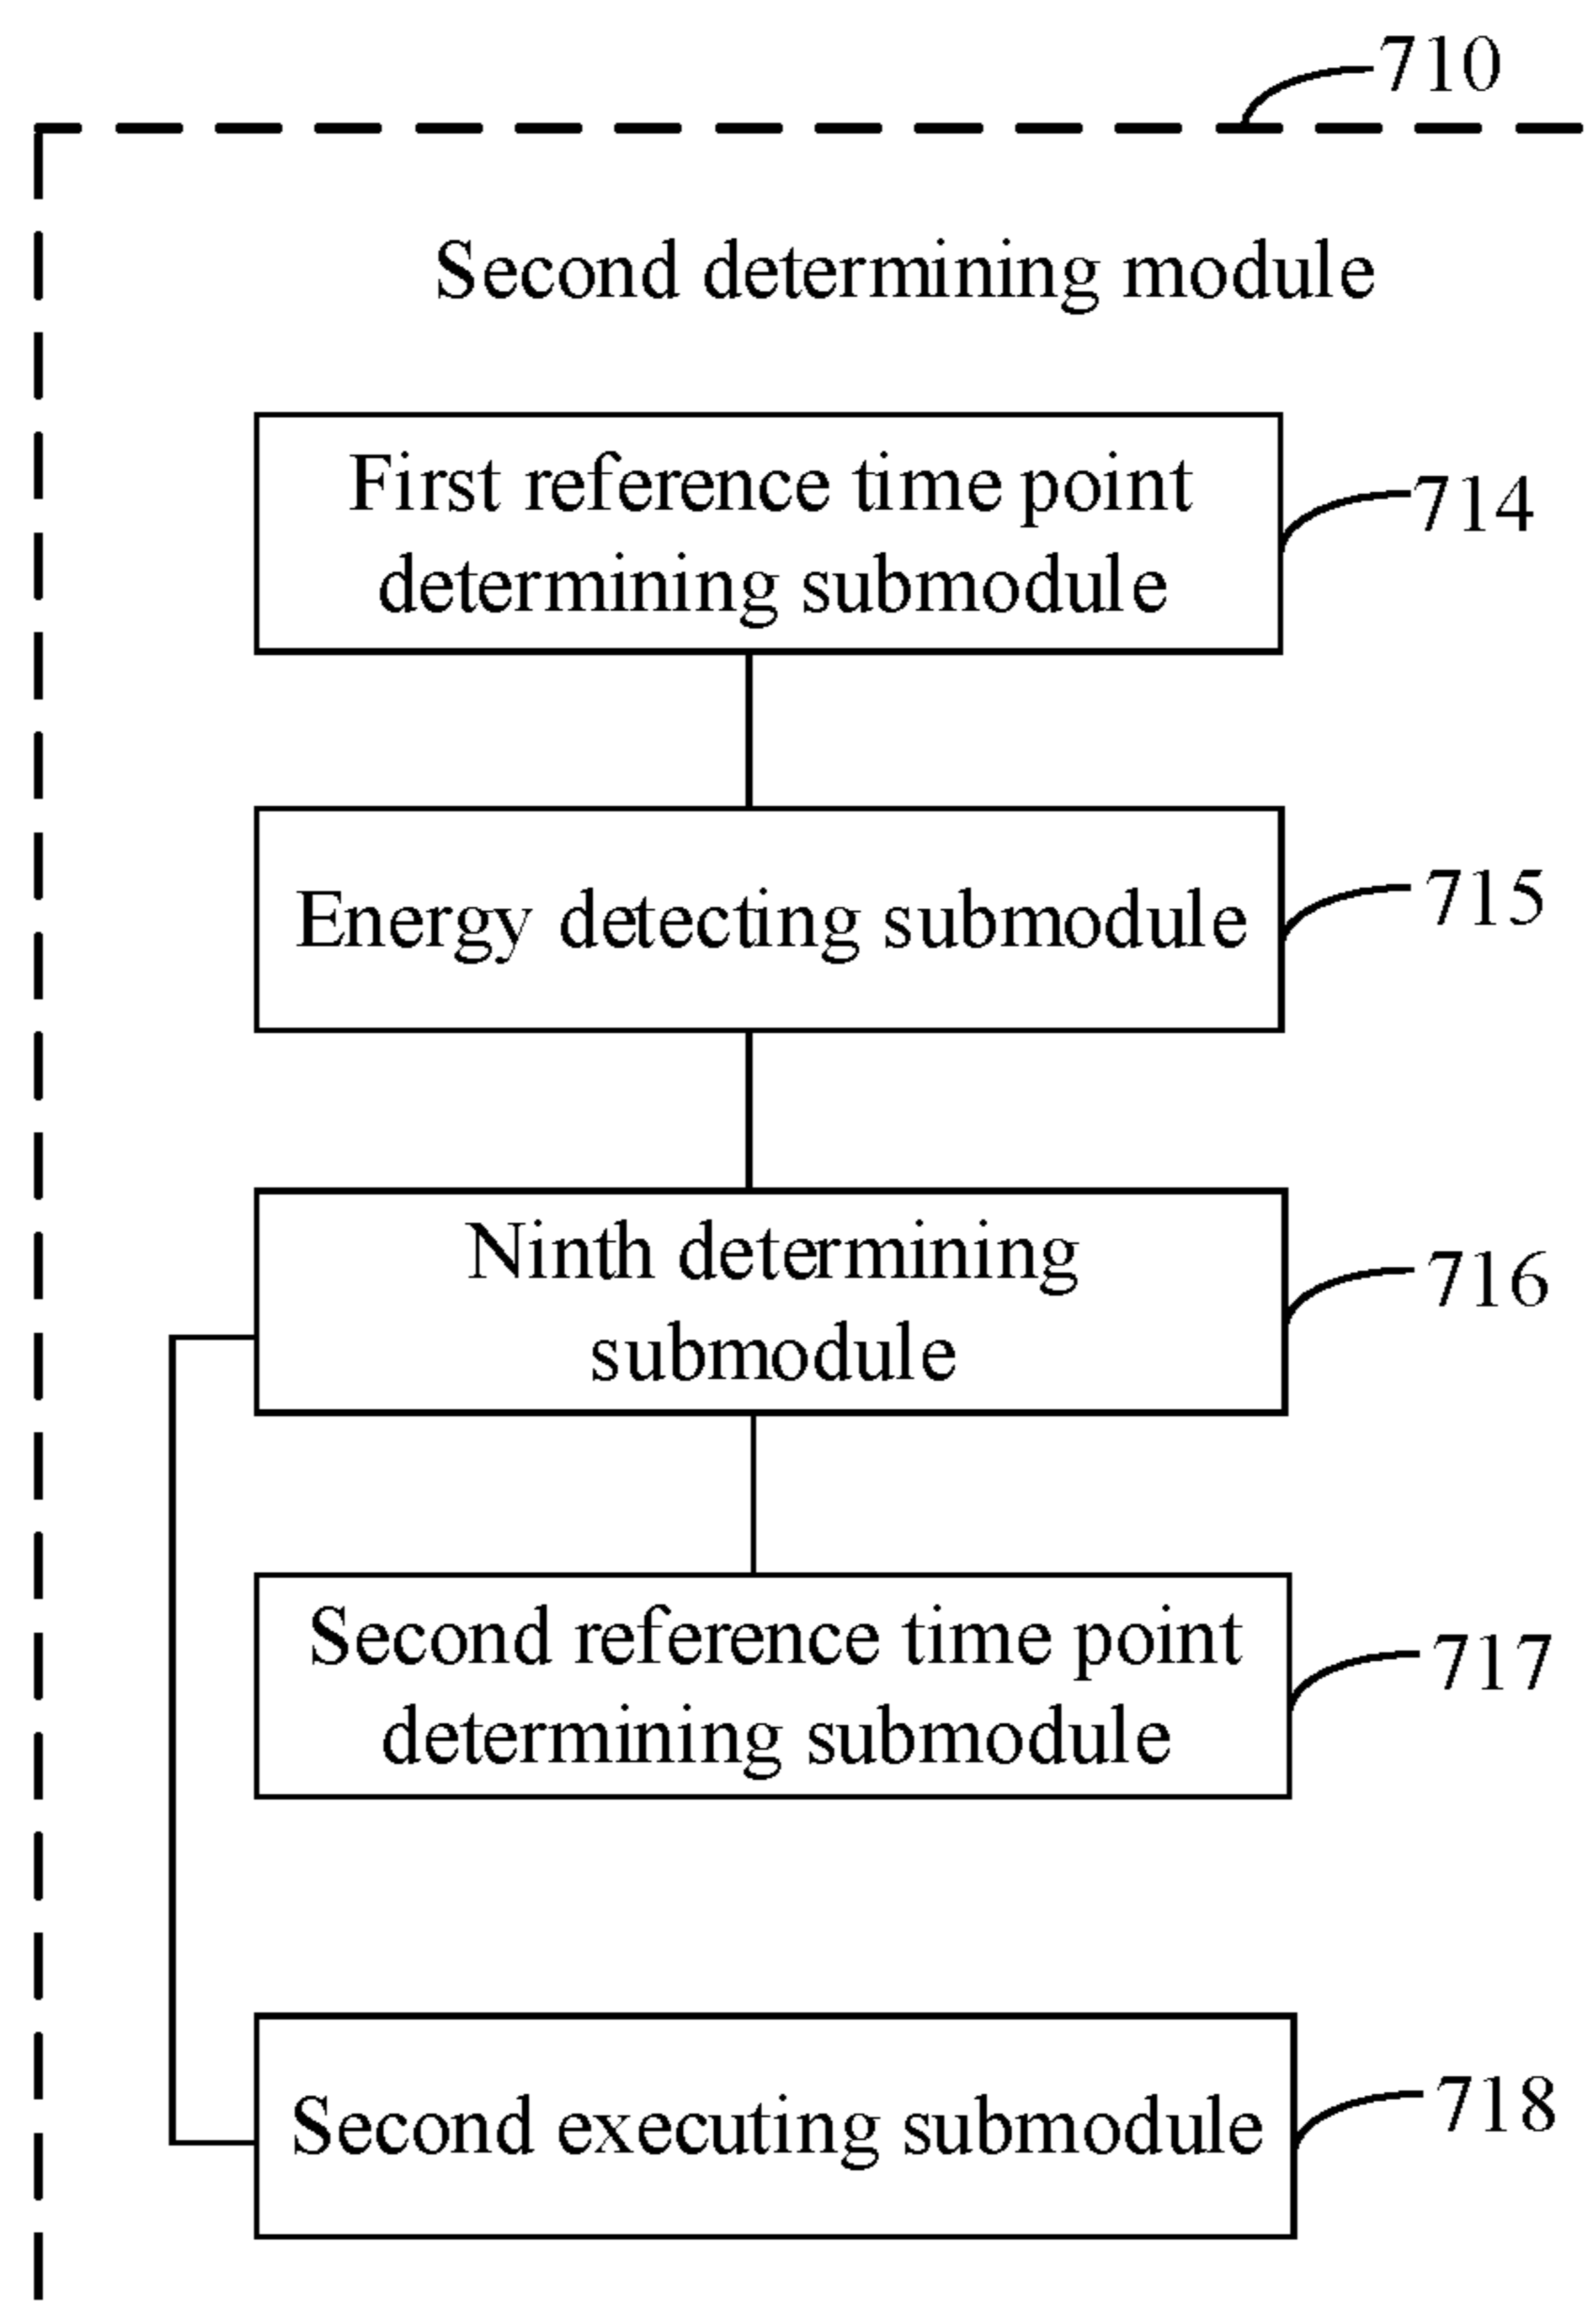 710
Second determining module
First reference time point
determining submodule
714
Energy detecting submodule
715
Ninth determining
submodule
716
Second reference time point
determining submodule
717
Second executing submodule
718